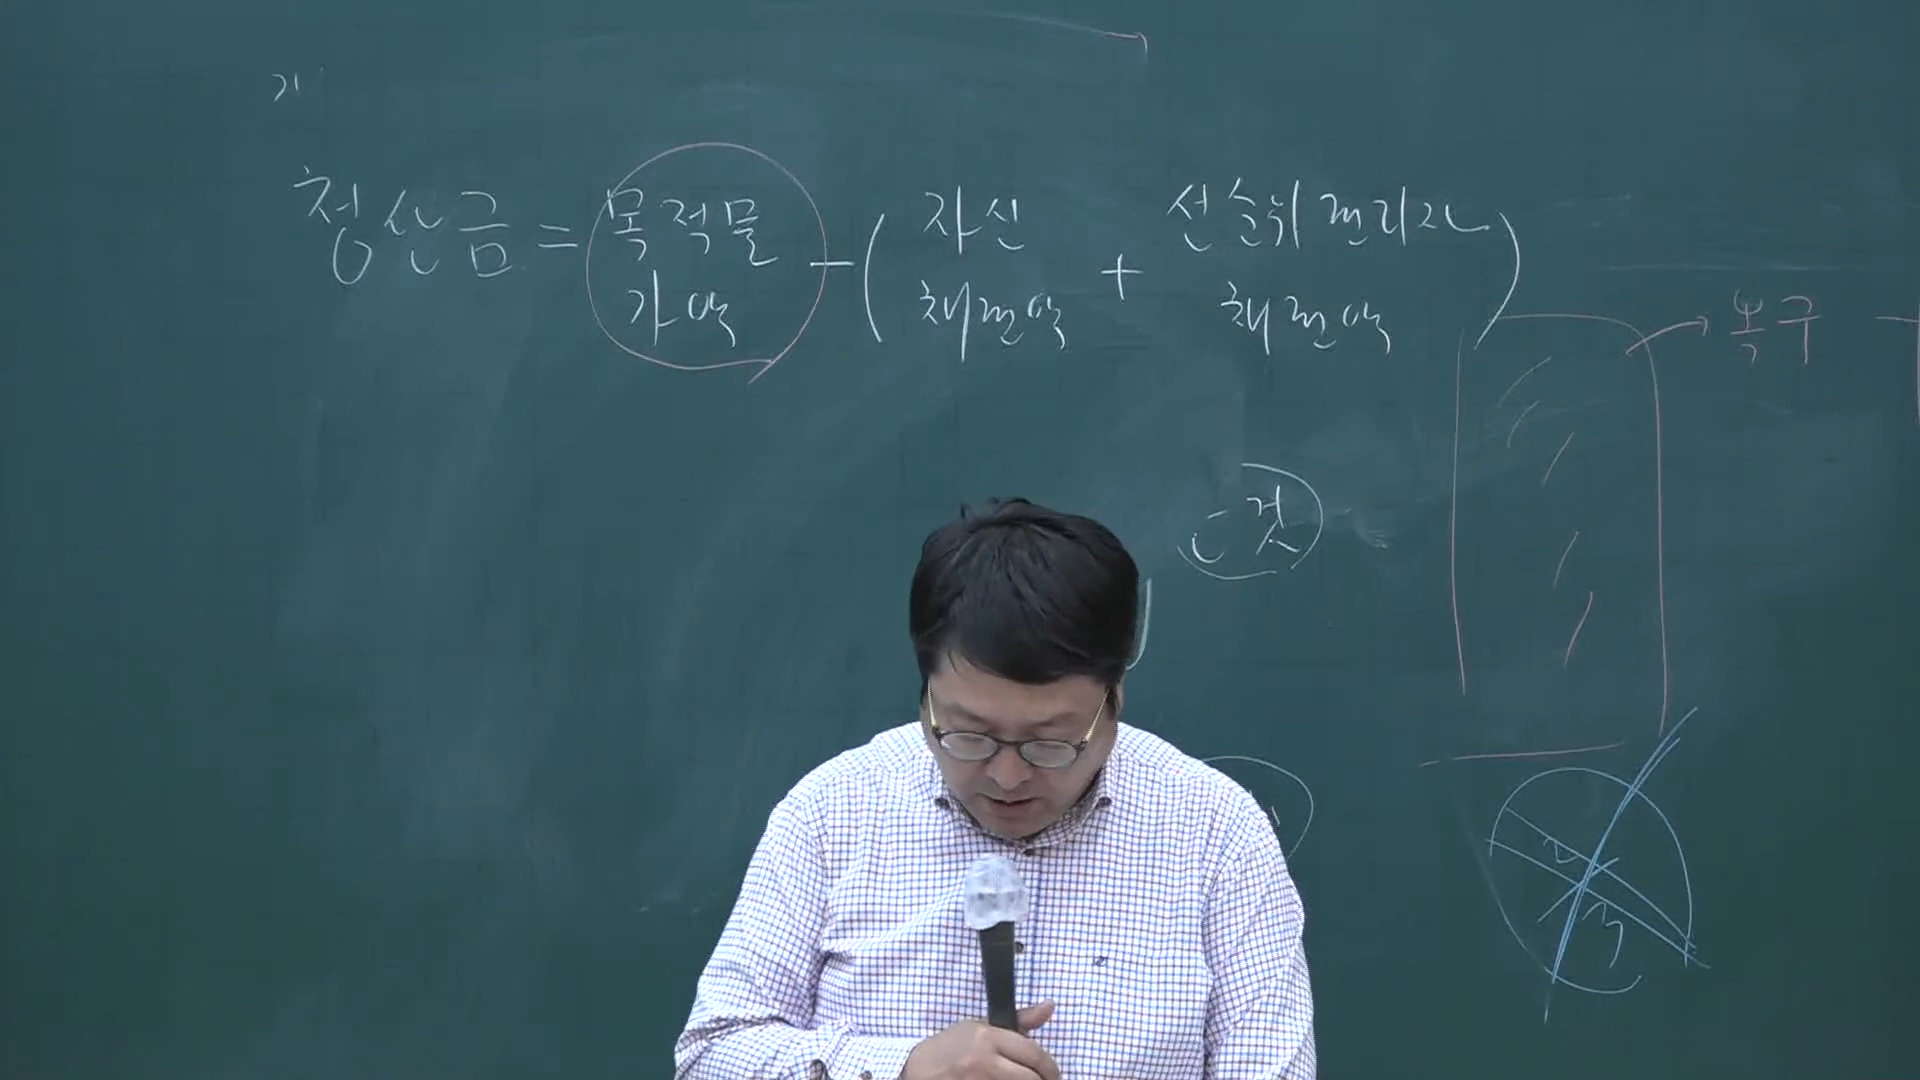 가
청산금 = 목적물 가액 - ( 자신 채권액 + 선순위권리자 채권액 )
→ 복구
것